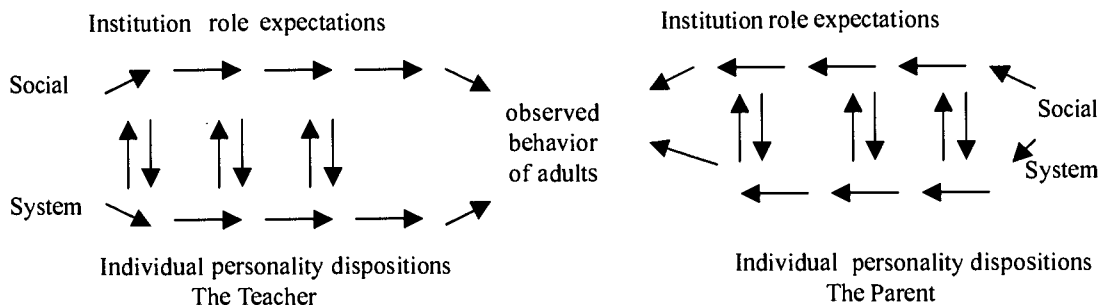 Institution role expectations
Social
System
Individual personality dispositions
The Teacher
observed
behavior
of adults
Institution role expectations
Social
System
Individual personality dispositions
The Parent